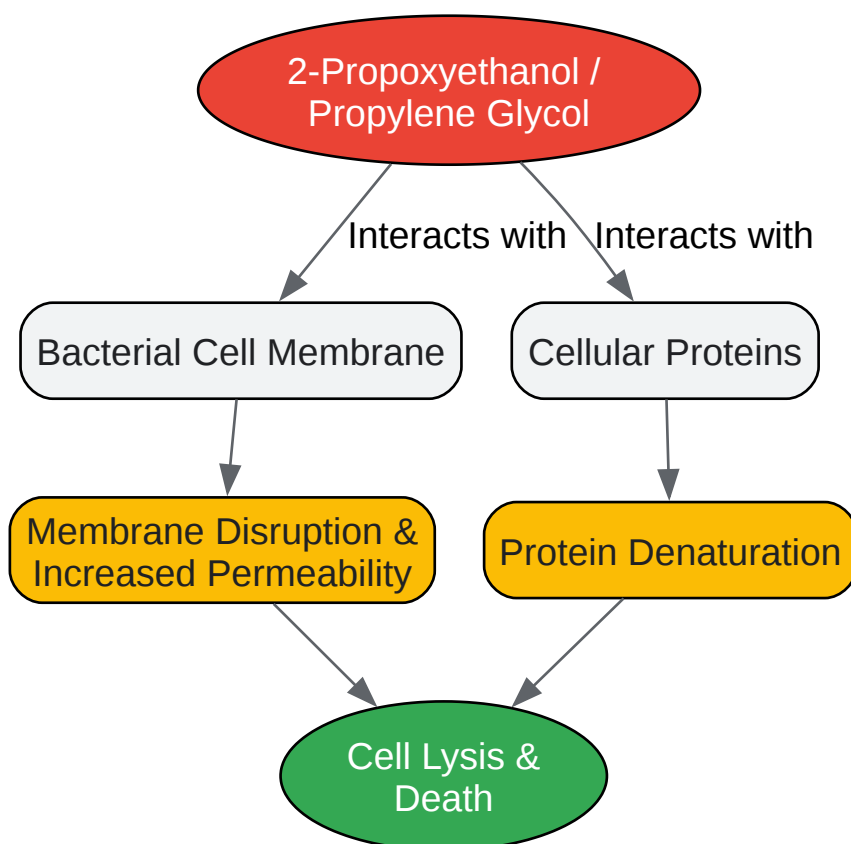 2-Propoxyethanol /
Propylene Glycol
Interacts with
Interacts with
Bacterial Cell Membrane
Cellular Proteins
Membrane Disruption &
Increased Permeability
Protein Denaturation
Cell Lysis &
Death